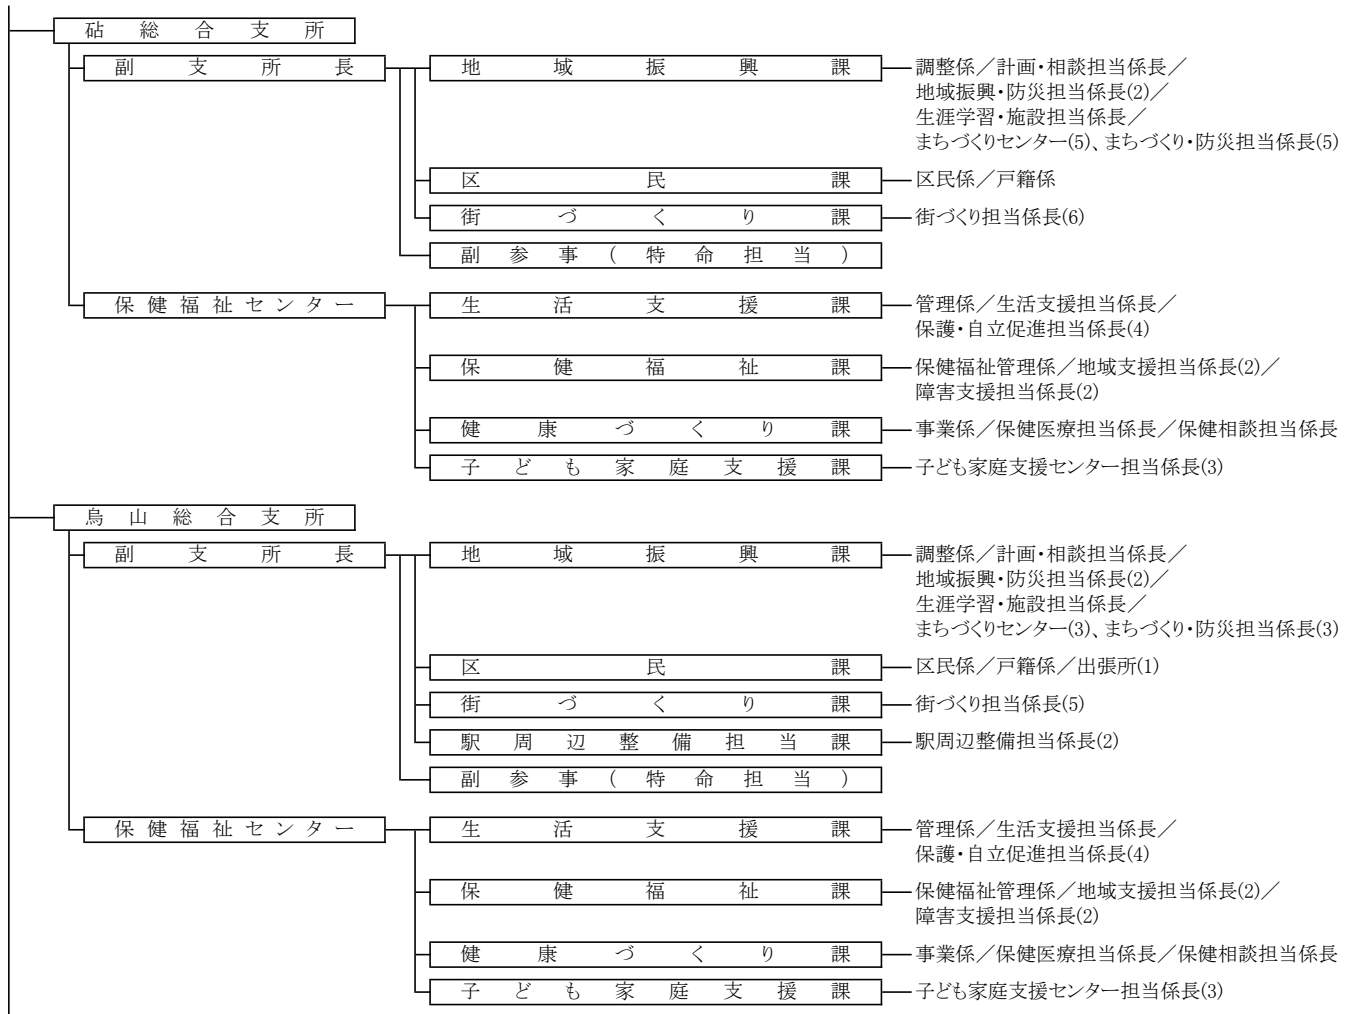 砧総合支所
副支所長
地域振興課
調整係／計画・相談担当係長／
地域振興・防災担当係長(2)／
生涯学習・施設担当係長／
まちづくりセンター(5)、まちづくり・防災担当係長(5)
区民課
区民係／戸籍係
街づくり課
街づくり担当係長(6)
副参事(特命担当)
保健福祉センター
生活支援課
管理係／生活支援担当係長／
保護・自立促進担当係長(4)
保健福祉課
保健福祉管理係／地域支援担当係長(2)／
障害支援担当係長(2)
健康づくり課
事業係／保健医療担当係長／保健相談担当係長
子ども家庭支援課
子ども家庭支援センター担当係長(3)
烏山総合支所
副支所長
地域振興課
調整係／計画・相談担当係長／
地域振興・防災担当係長(2)／
生涯学習・施設担当係長／
まちづくりセンター(3)、まちづくり・防災担当係長(3)
区民課
区民係／戸籍係／出張所(1)
街づくり課
街づくり担当係長(5)
駅周辺整備担当課
駅周辺整備担当係長(2)
副参事(特命担当)
保健福祉センター
生活支援課
管理係／生活支援担当係長／
保護・自立促進担当係長(4)
保健福祉課
保健福祉管理係／地域支援担当係長(2)／
障害支援担当係長(2)
健康づくり課
事業係／保健医療担当係長／保健相談担当係長
子ども家庭支援課
子ども家庭支援センター担当係長(3)